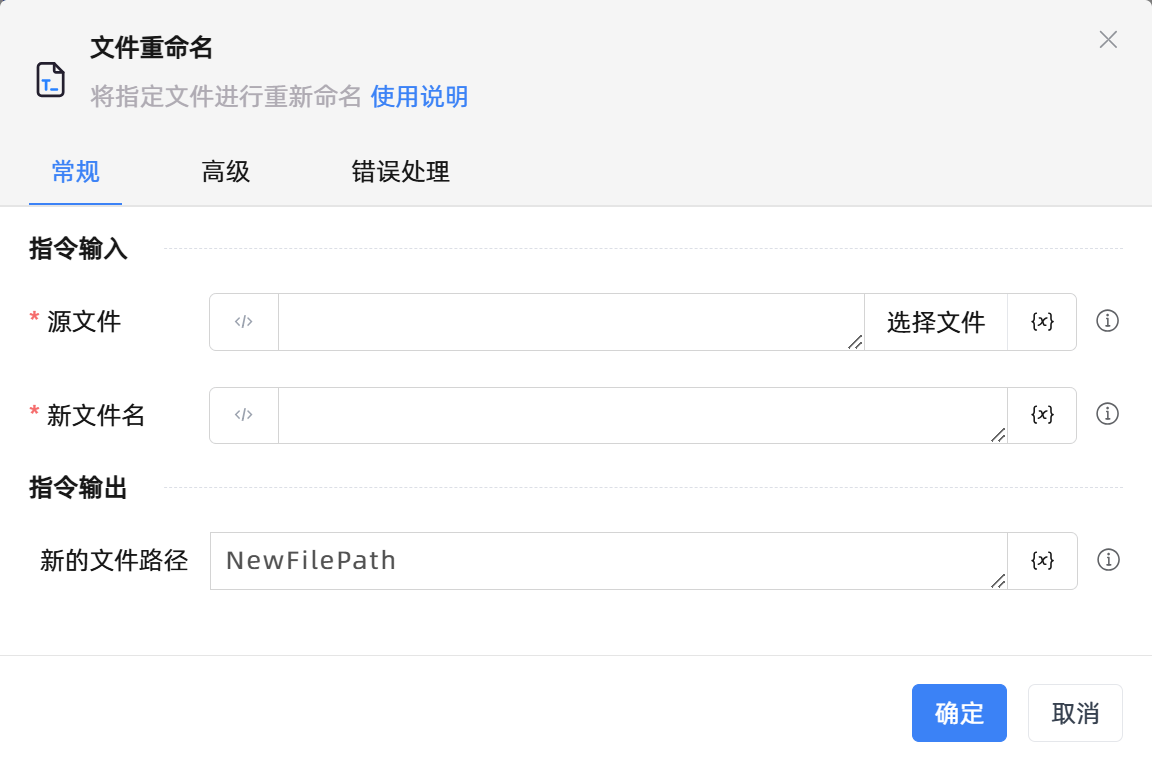 文件重命名
将指定文件进行重新命名 使用说明
常规 高级 错误处理
指令输入
* 源文件 </> 选择文件 {x}
* 新文件名 </> {x}
指令输出
新的文件路径 NewFilePath {x}
确定 取消